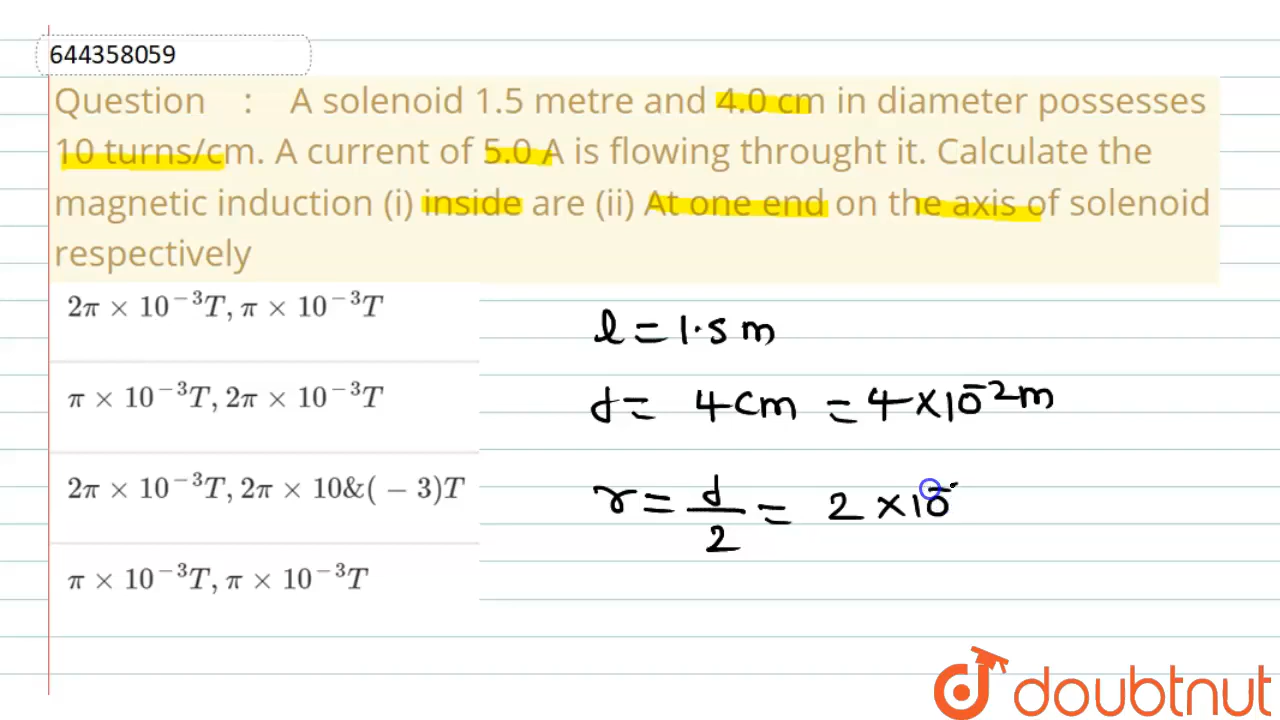 644358059
Question : A solenoid 1.5 metre and 4.0 cm in diameter possesses
10 turns/cm. A current of 5.0 A is flowing throught it. Calculate the
magnetic induction (i) inside are (ii) At one end on the axis of solenoid
respectively
2π × 10⁻³T, π × 10⁻³T
π × 10⁻³T, 2π × 10⁻³T
2π × 10⁻³T, 2π × 10&(−3)T
π × 10⁻³T, π × 10⁻³T
l = 1.5 m
d = 4 cm = 4 × 10⁻² m
r = d/2 = 2 × 10⁻
doubtnut